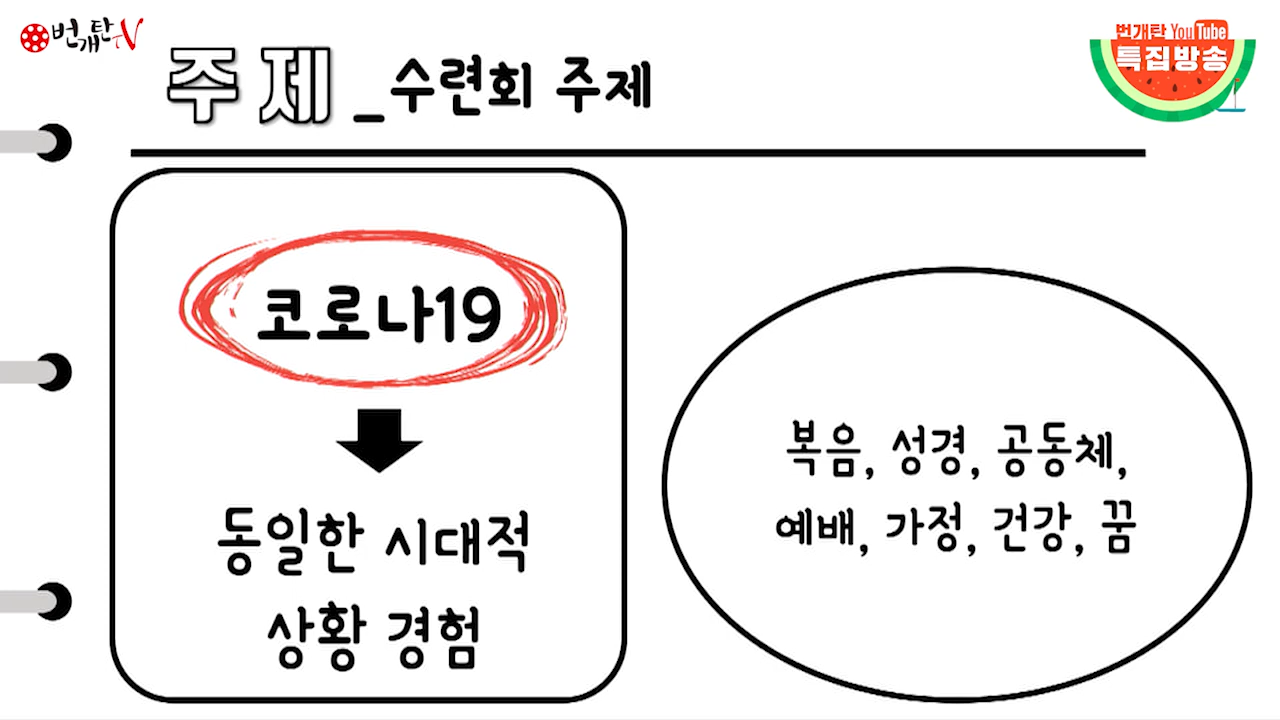 번개탄TV
번개탄 YouTube
특집방송
주제_수련회 주제
코로나19
동일한 시대적
상황 경험
복음, 성경, 공동체,
예배, 가정, 건강, 꿈